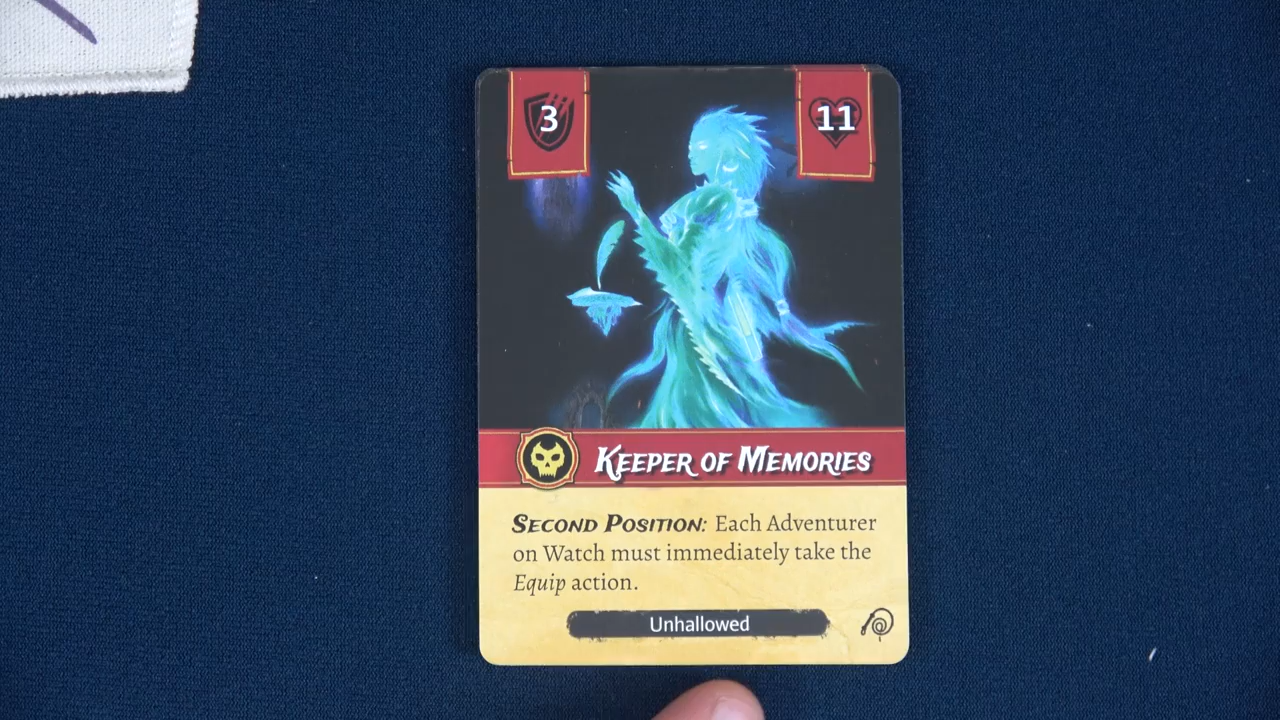 3
11
Keeper of Memories
Second Position: Each Adventurer
on Watch must immediately take the
Equip action.
Unhallowed